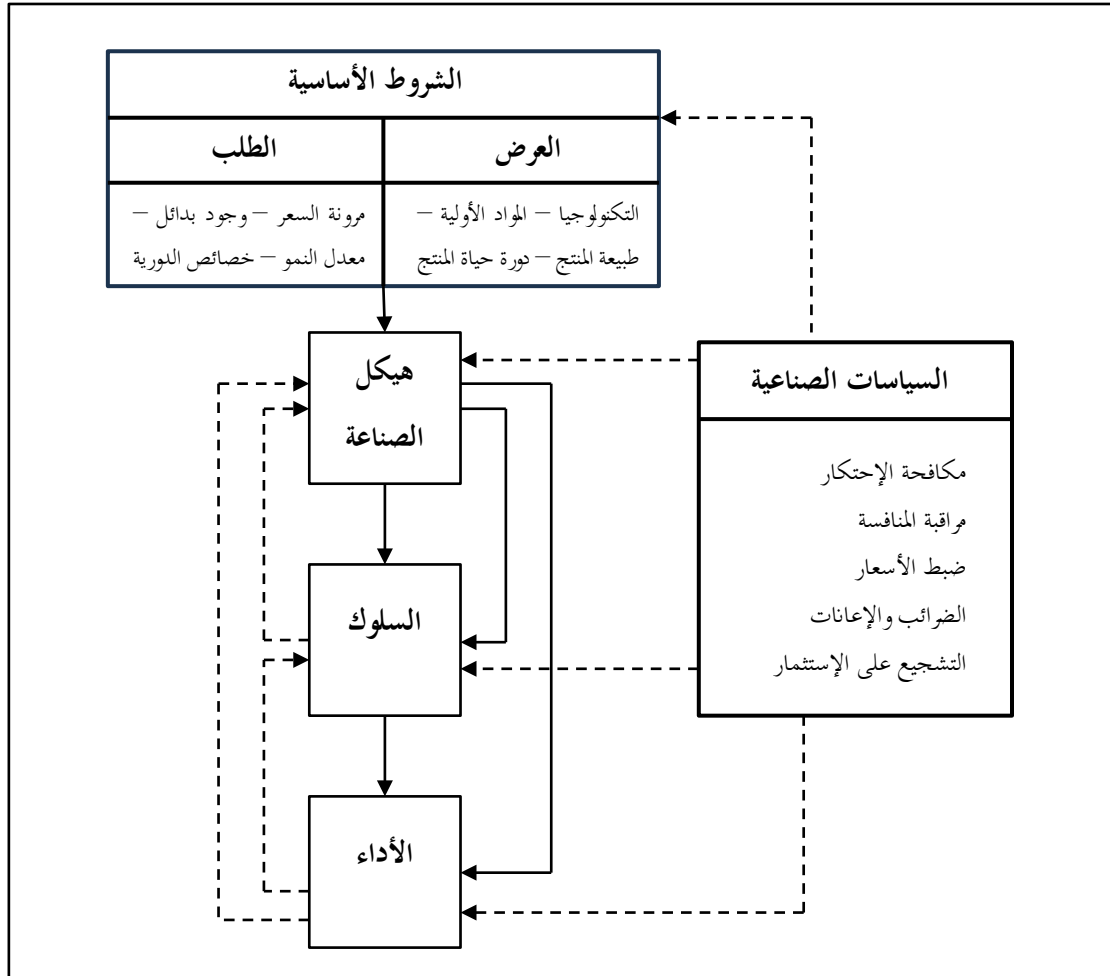 الشروط الأساسية
العرض
الطلب
التكنولوجيا – المواد الأولية –
طبيعة المنتج – دورة حياة المنتج
مرونة السعر – وجود بدائل –
معدل النمو – خصائص الدورية
هيكل
الصناعة
السياسات الصناعية
مكافحة الإحتكار
مراقبة المنافسة
ضبط الأسعار
الضرائب والإعانات
التشجيع على الإستثمار
السلوك
الأداء